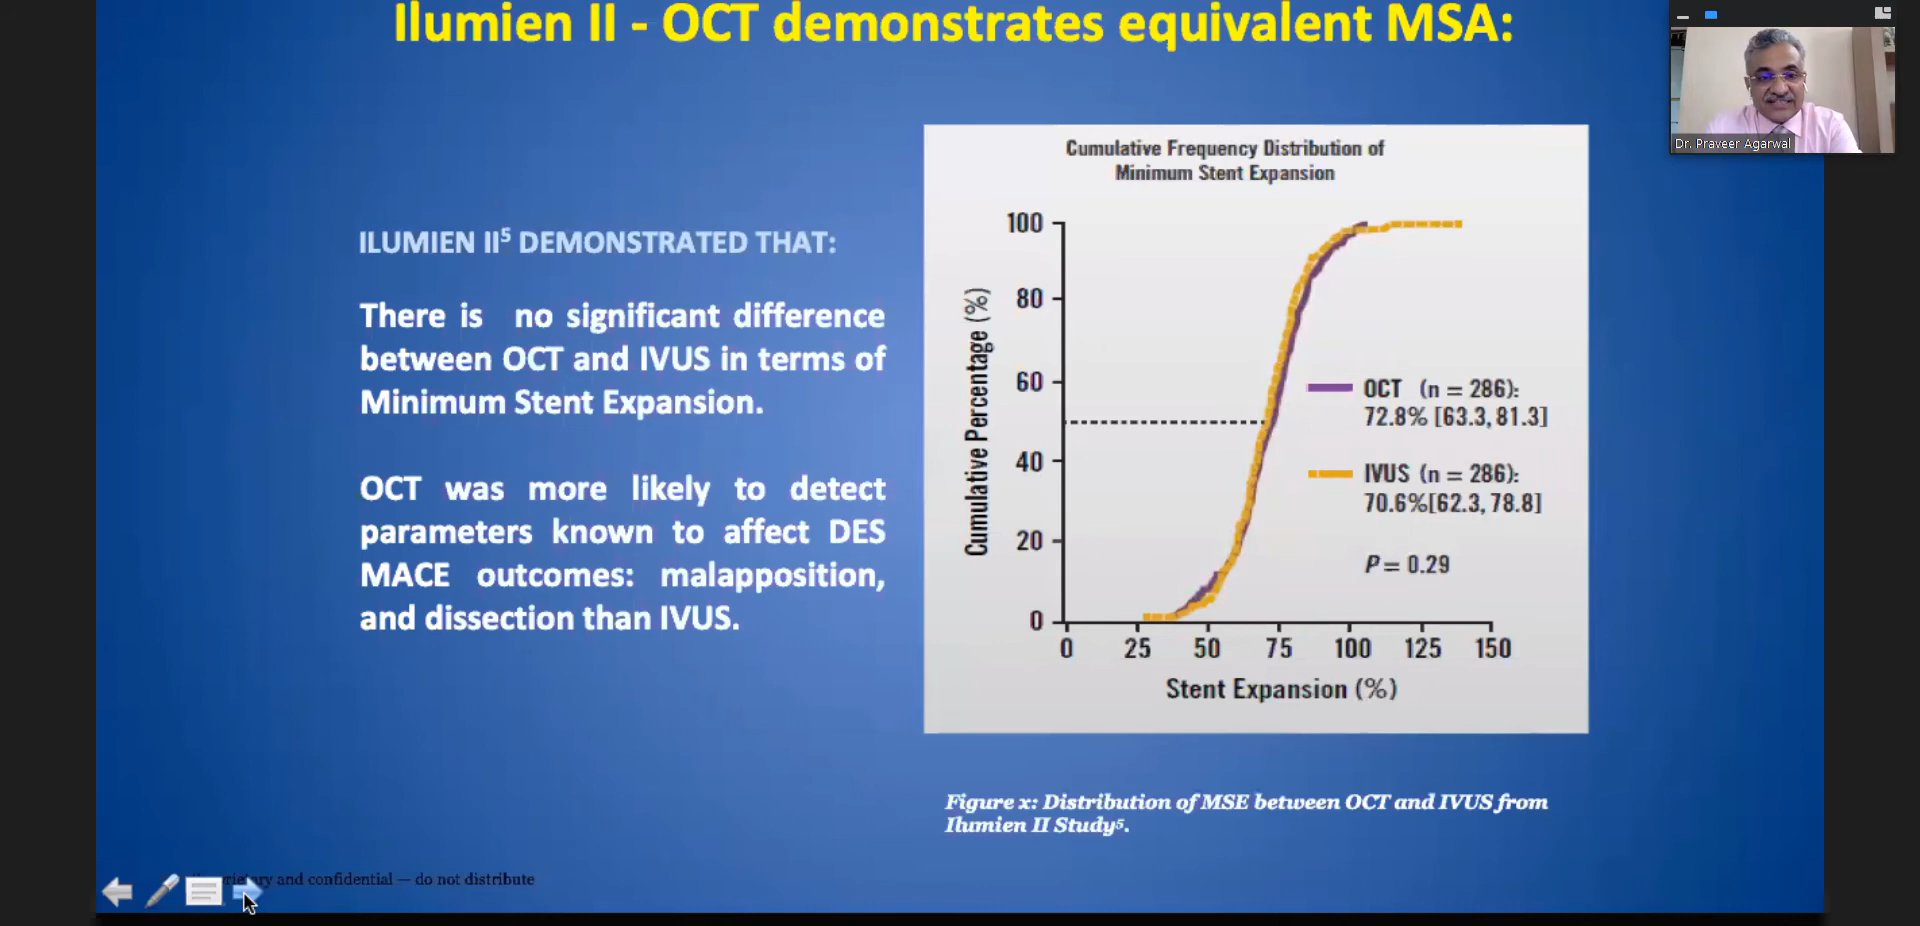 Ilumien II - OCT demonstrates equivalent MSA:
Dr. Praveer Agarwal
ILUMIEN II5 DEMONSTRATED THAT:
There is no significant difference
between OCT and IVUS in terms of
Minimum Stent Expansion.
OCT was more likely to detect
parameters known to affect DES
MACE outcomes: malapposition,
and dissection than IVUS.
Cumulative Frequency Distribution of
Minimum Stent Expansion
Cumulative Percentage (%)
100
80
60
40
20
0
OCT (n = 286):
72.8% [63.3, 81.3]
IVUS (n = 286):
70.6%[62.3, 78.8]
P = 0.29
0 25 50 75 100 125 150
Stent Expansion (%)
Figure x: Distribution of MSE between OCT and IVUS from
Ilumien II Study5.
and confidential — do not distribute